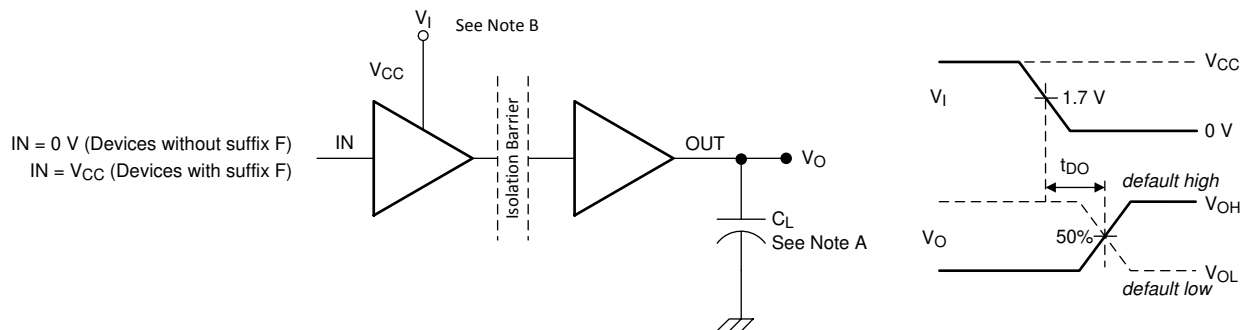 V_I
See Note B
V_CC
IN = 0 V (Devices without suffix F)
IN = V_CC (Devices with suffix F)
IN
Isolation Barrier
OUT
V_O
C_L
See Note A
V_CC
V_I
1.7 V
0 V
t_DO
default high
V_OH
V_O
50%
V_OL
default low